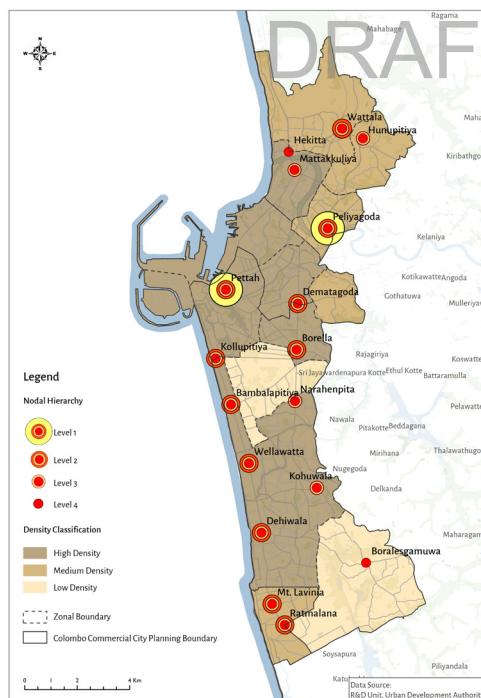 Ragama
Mahabage
DRAF
Wattala
Hunupitiya
Hekitta
Mattakkuliya
Kiribathgo
Peliyagoda
Kelaniya
Pettah
Kotikawatte
Angoda
Gothatuwa
Mulleriya
Dematagoda
Borella
Kollupitiya
Rajagiriya
Koswatte
Sri Jayawardenapura Kotte
Ethul Kotte
Battaramulla
Bambalapitiya
Narahenpita
Pelawatte
Nawala
Pitakotte
Beddagana
Wellawatta
Mirihana
Thalawathugo
Nugegoda
Kohuwala
Delkanda
Dehiwala
Maharagam
Boralesgamuwa
Mt. Lavinia
Ratmalana
Soysapura
Piliyandala
N
W
E
S
Legend
Nodal Hierarchy
Level 1
Level 2
Level 3
Level 4
Density Classification
High Density
Medium Density
Low Density
Zonal Boundary
Colombo Commercial City Planning Boundary
0 1 2 4 Km
Data Source:
R&D Unit, Urban Development Authorit